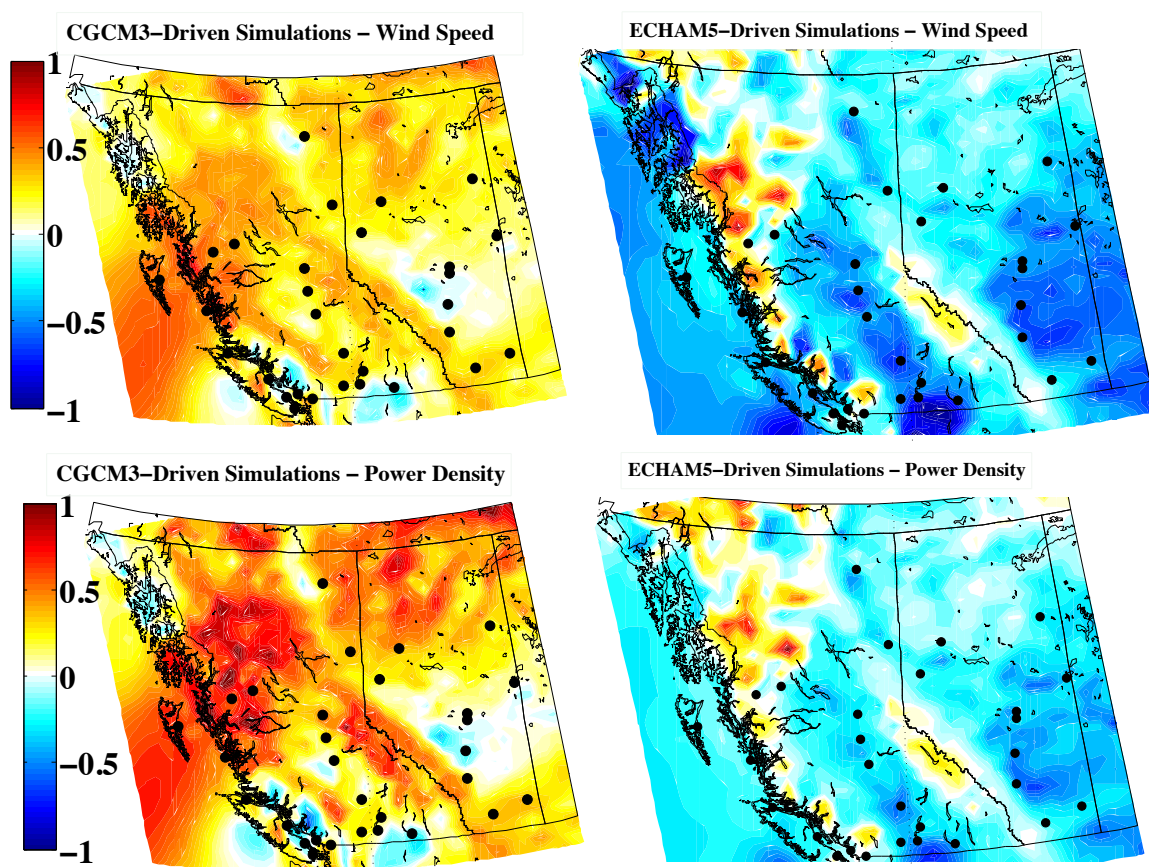 CGCM3–Driven Simulations – Wind Speed
ECHAM5–Driven Simulations – Wind Speed
1
0.5
0
−0.5
−1
CGCM3–Driven Simulations – Power Density
ECHAM5–Driven Simulations – Power Density
1
0.5
0
−0.5
−1